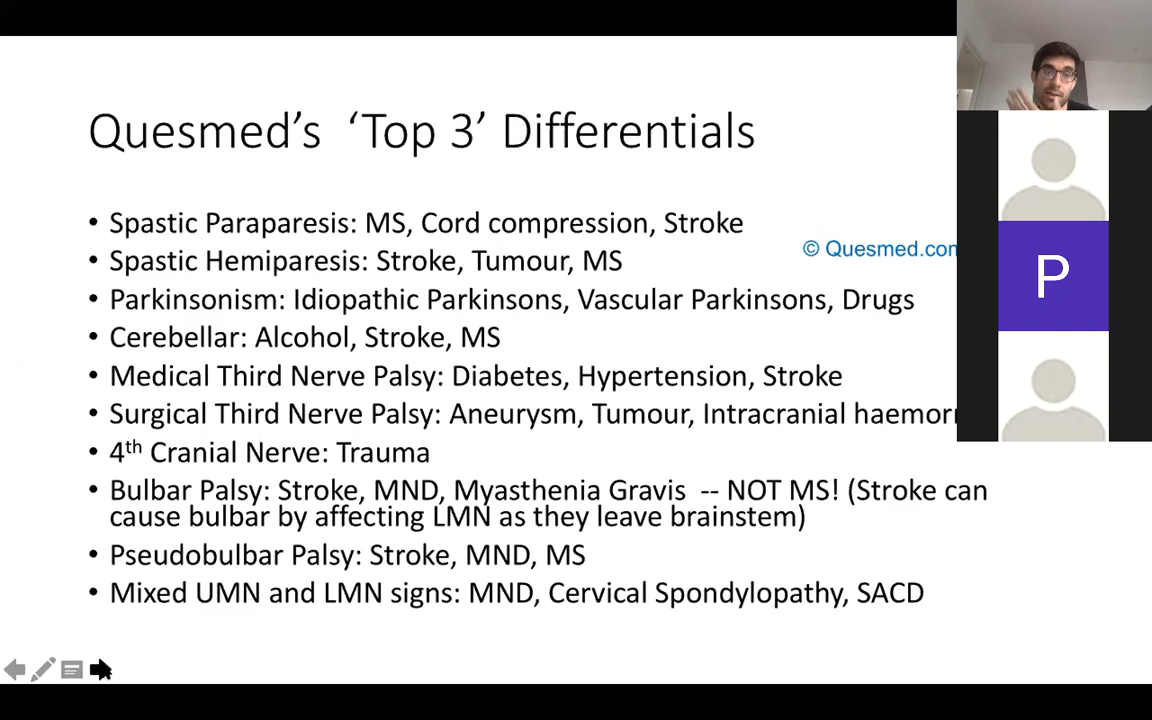 Quesmed's 'Top 3' Differentials
• Spastic Paraparesis: MS, Cord compression, Stroke
© Quesmed.com
• Spastic Hemiparesis: Stroke, Tumour, MS
• Parkinsonism: Idiopathic Parkinsons, Vascular Parkinsons, Drugs
• Cerebellar: Alcohol, Stroke, MS
P
• Medical Third Nerve Palsy: Diabetes, Hypertension, Stroke
• Surgical Third Nerve Palsy: Aneurysm, Tumour, Intracranial
• 4th Cranial Nerve: Trauma
• Bulbar Palsy: Stroke, MND, Myasthenia Gravis -- NOT MS! (Stroke can
cause bulbar by affecting LMN as they leave brainstem)
• Pseudobulbar Palsy: Stroke, MND, MS
• Mixed UMN and LMN signs: MND, Cervical Spondylopathy, SACD